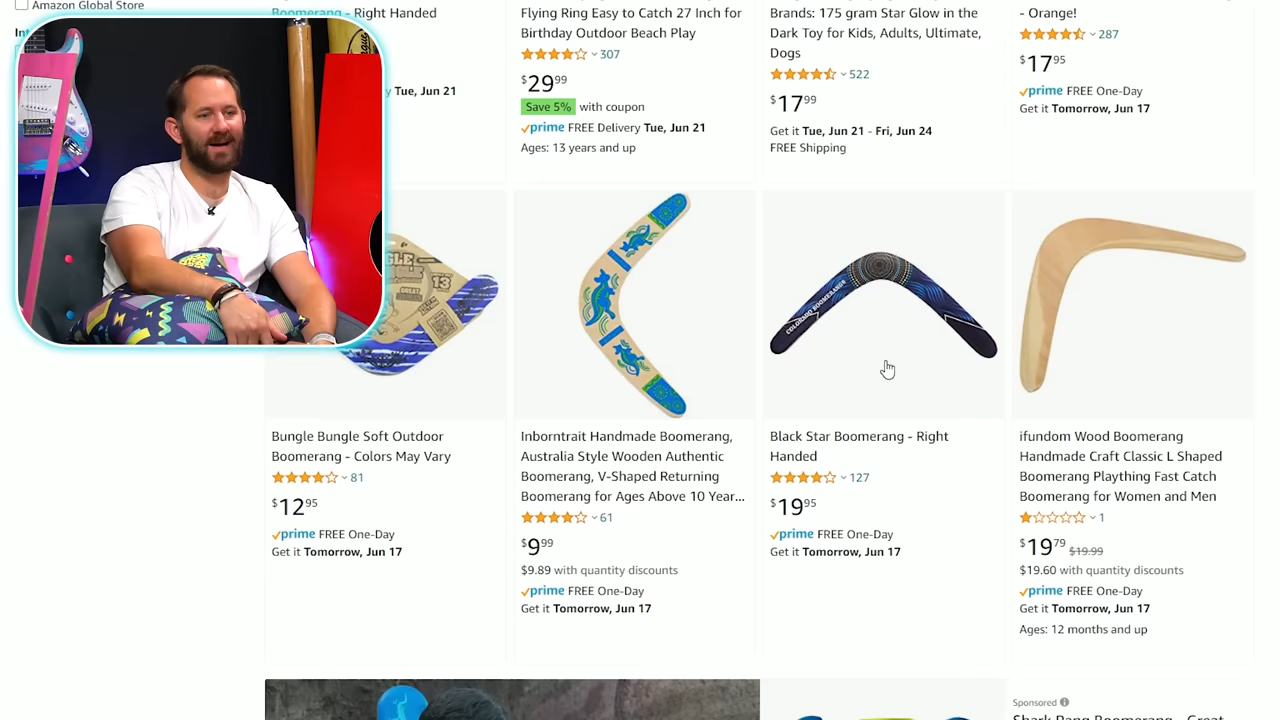 Amazon Global Store
Boomerang - Right Handed
Tue, Jun 21
Flying Ring Easy to Catch 27 Inch for
Birthday Outdoor Beach Play
307
$29.99
Save 5% with coupon
prime FREE Delivery Tue, Jun 21
Ages: 13 years and up
Brands: 175 gram Star Glow in the
Dark Toy for Kids, Adults, Ultimate,
Dogs
522
$17.99
Get it Tue, Jun 21 - Fri, Jun 24
FREE Shipping
- Orange!
287
$17.95
prime FREE One-Day
Get it Tomorrow, Jun 17
13
COLORADO BOOMERANGS
Bungle Bungle Soft Outdoor
Boomerang - Colors May Vary
81
$12.95
prime FREE One-Day
Get it Tomorrow, Jun 17
Inborntrait Handmade Boomerang,
Australia Style Wooden Authentic
Boomerang, V-Shaped Returning
Boomerang for Ages Above 10 Year...
61
$9.99
$9.89 with quantity discounts
prime FREE One-Day
Get it Tomorrow, Jun 17
Black Star Boomerang - Right
Handed
127
$19.95
prime FREE One-Day
Get it Tomorrow, Jun 17
ifundom Wood Boomerang
Handmade Craft Classic L Shaped
Boomerang Plaything Fast Catch
Boomerang for Women and Men
1
$19.79 $19.99
$19.60 with quantity discounts
prime FREE One-Day
Get it Tomorrow, Jun 17
Ages: 12 months and up
Sponsored
Shark Bang Boomerang - Great